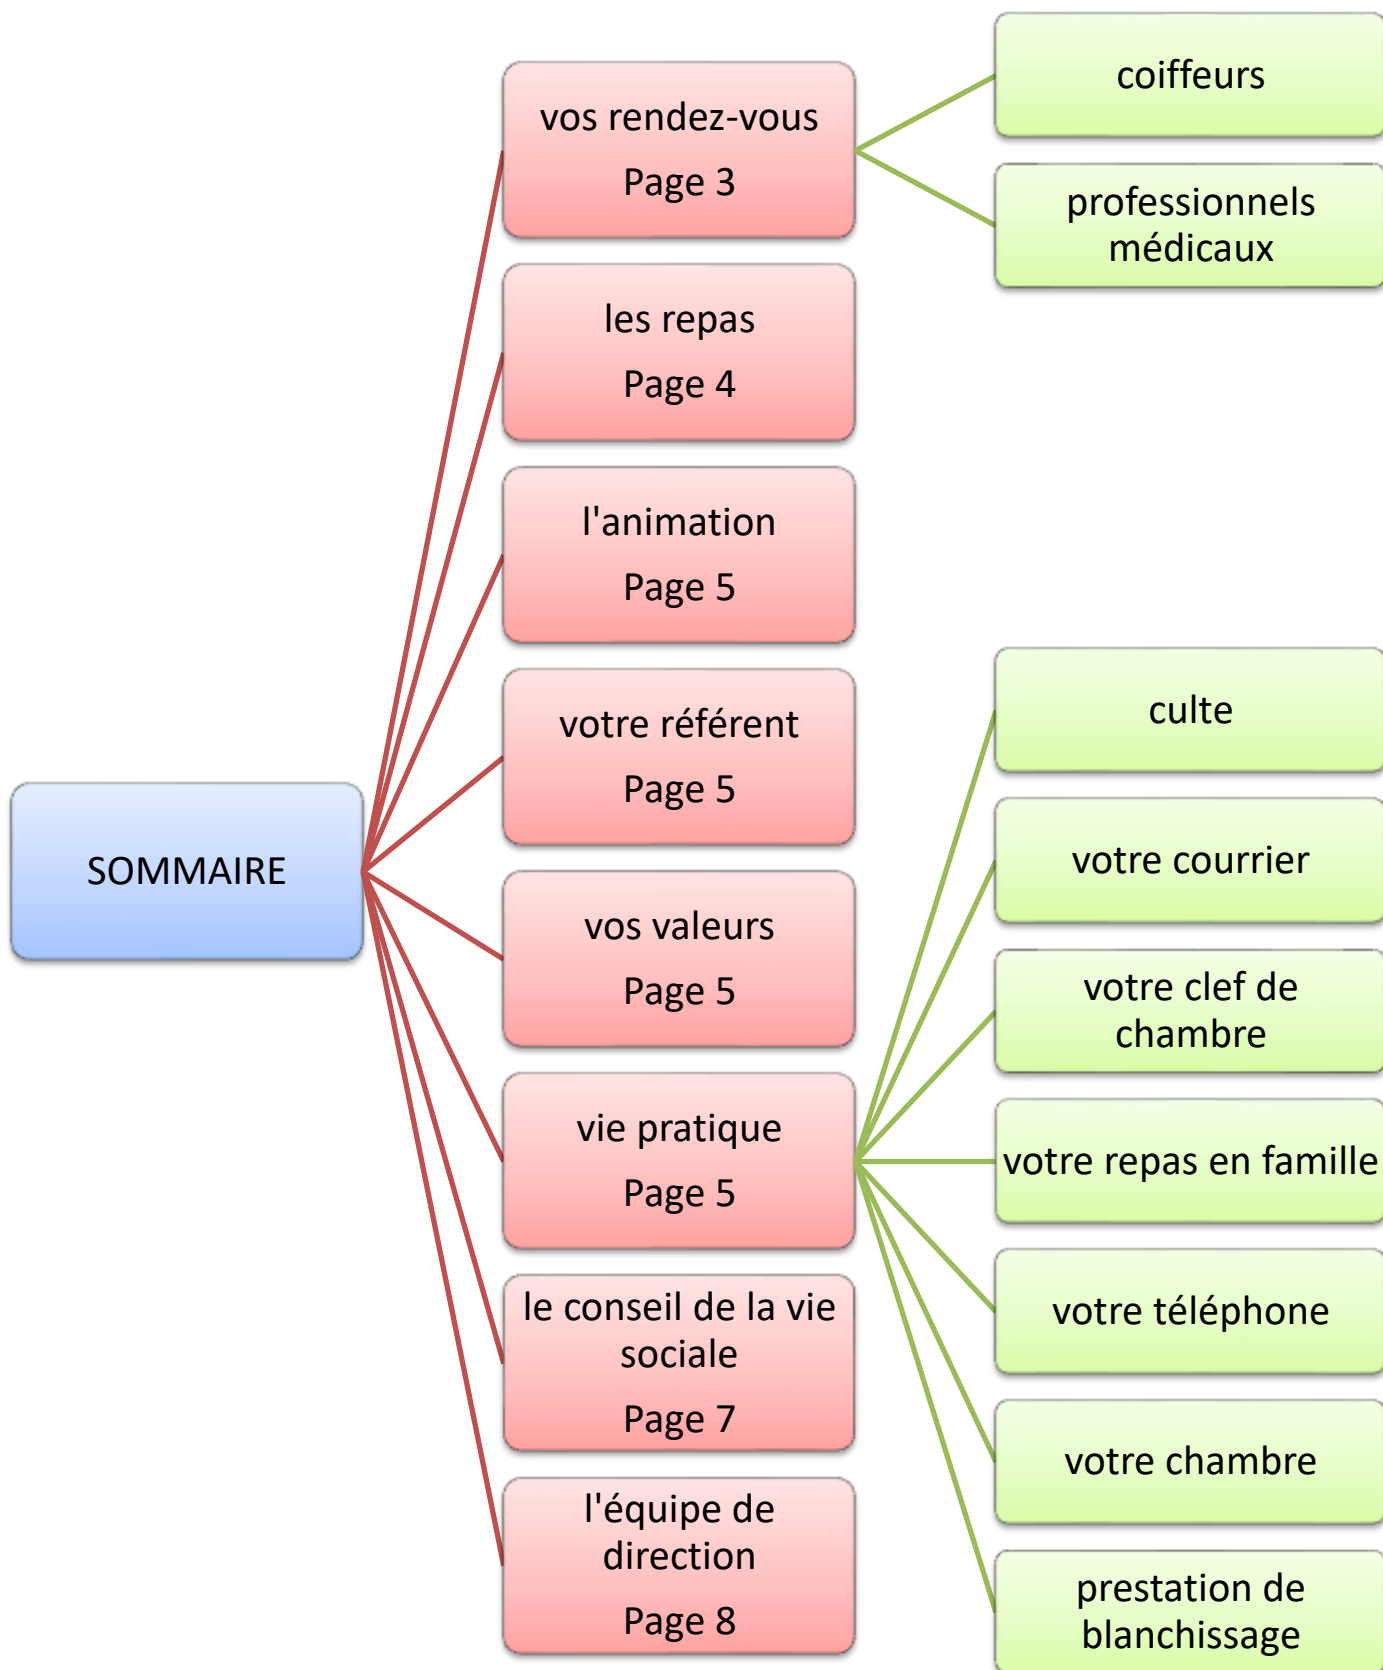 SOMMAIRE
vos rendez-vous
Page 3
coiffeurs
professionnels
médicaux
les repas
Page 4
l'animation
Page 5
votre référent
Page 5
vos valeurs
Page 5
vie pratique
Page 5
culte
votre courrier
votre clef de
chambre
votre repas en famille
votre téléphone
votre chambre
prestation de
blanchissage
le conseil de la vie
sociale
Page 7
l'équipe de
direction
Page 8